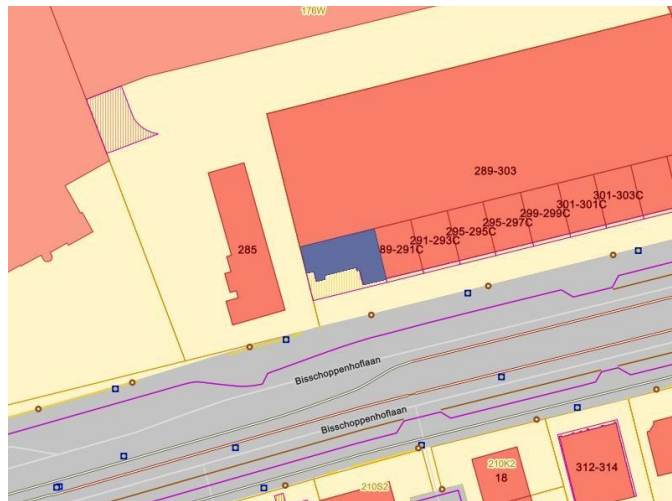 176W
289-303
301-303C
301-301C
299-299C
295-297C
295-295C
291-293C
89-291C
285
Bisschoppenhoflaan
Bisschoppenhoflaan
210K2
18
312-314
210S2